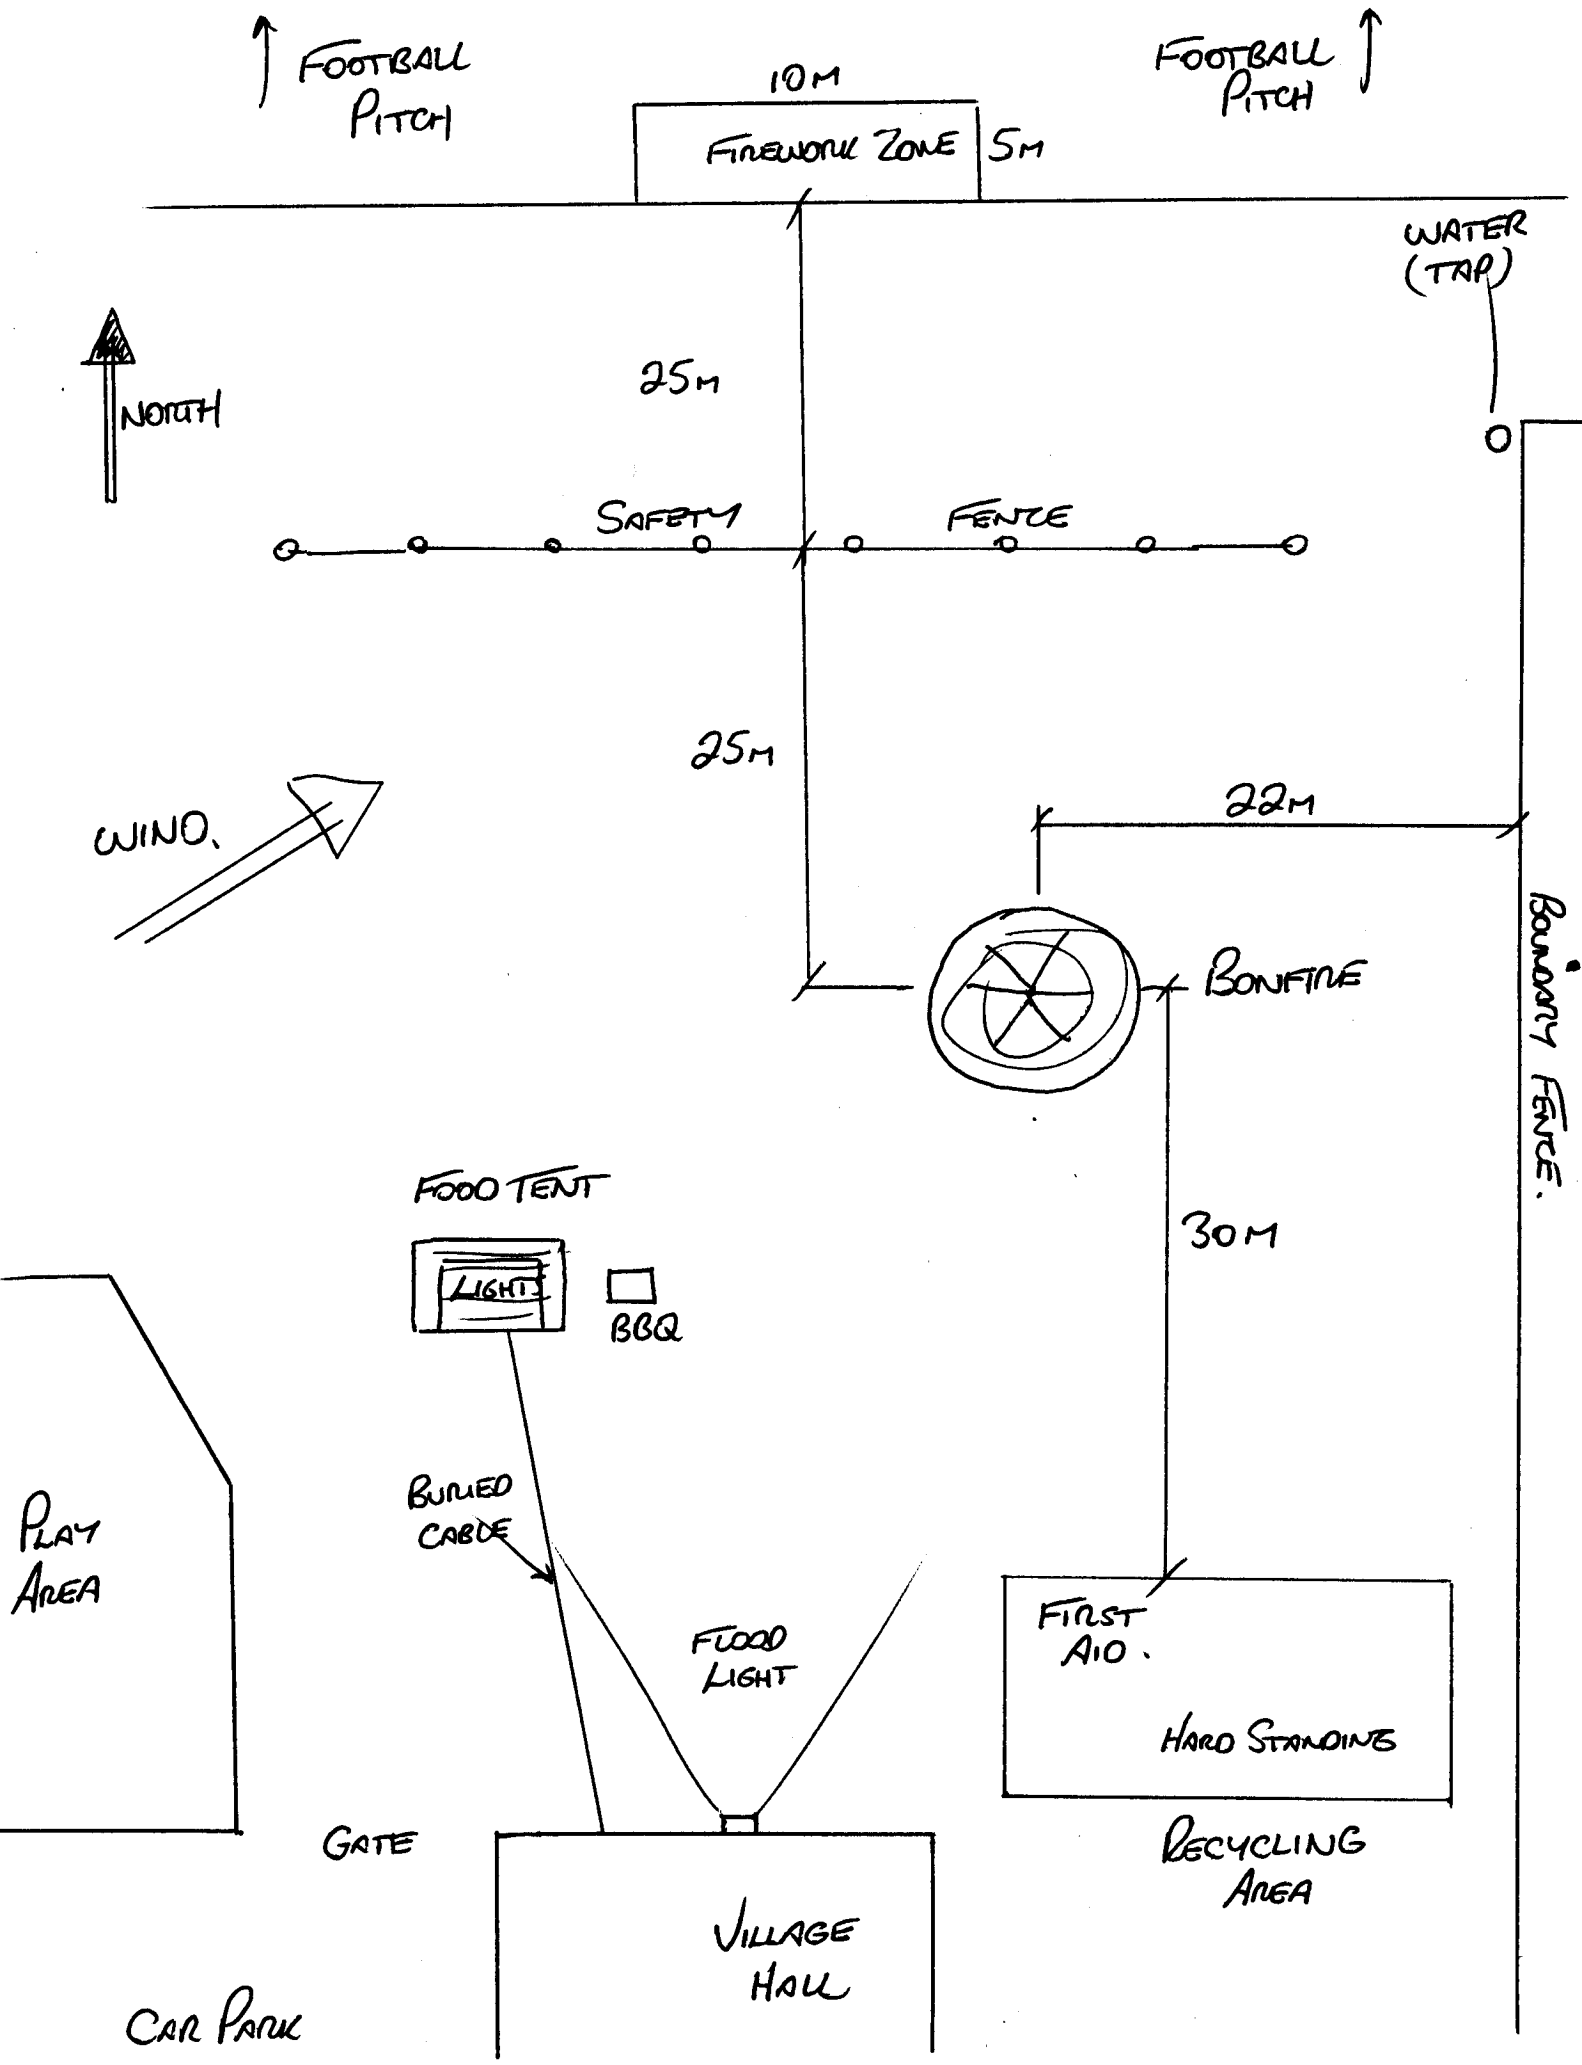 FOOTBALL
PITCH
10M
FIREWORK ZONE
5M
FOOTBALL
PITCH
WATER
(TAP)
25M
NORTH
SAFETY FENCE
25M
WIND.
22M
BONFIRE
BOUNDARY FENCE.
FOOD TENT
LIGHT
BBQ
30M
BURIED
CABLE
PLAY
AREA
FLOOD
LIGHT
FIRST
AID.
HARD STANDING
GATE
RECYCLING
AREA
VILLAGE
HALL
CAR PARK